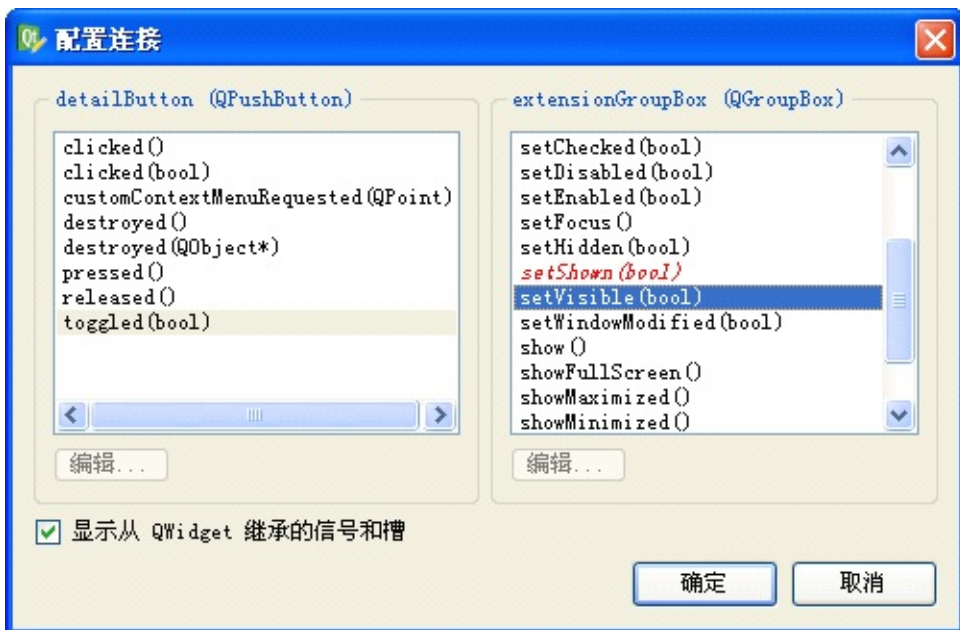 配置连接
detailButton (QPushButton)
clicked()
clicked(bool)
customContextMenuRequested(QPoint)
destroyed()
destroyed(QObject*)
pressed()
released()
toggled(bool)
编辑...
extensionGroupBox (QGroupBox)
setChecked(bool)
setDisabled(bool)
setEnabled(bool)
setFocus()
setHidden(bool)
setShown(bool)
setVisible(bool)
setWindowModified(bool)
show()
showFullScreen()
showMaximized()
showMinimized()
编辑...
显示从 QWidget 继承的信号和槽
确定
取消